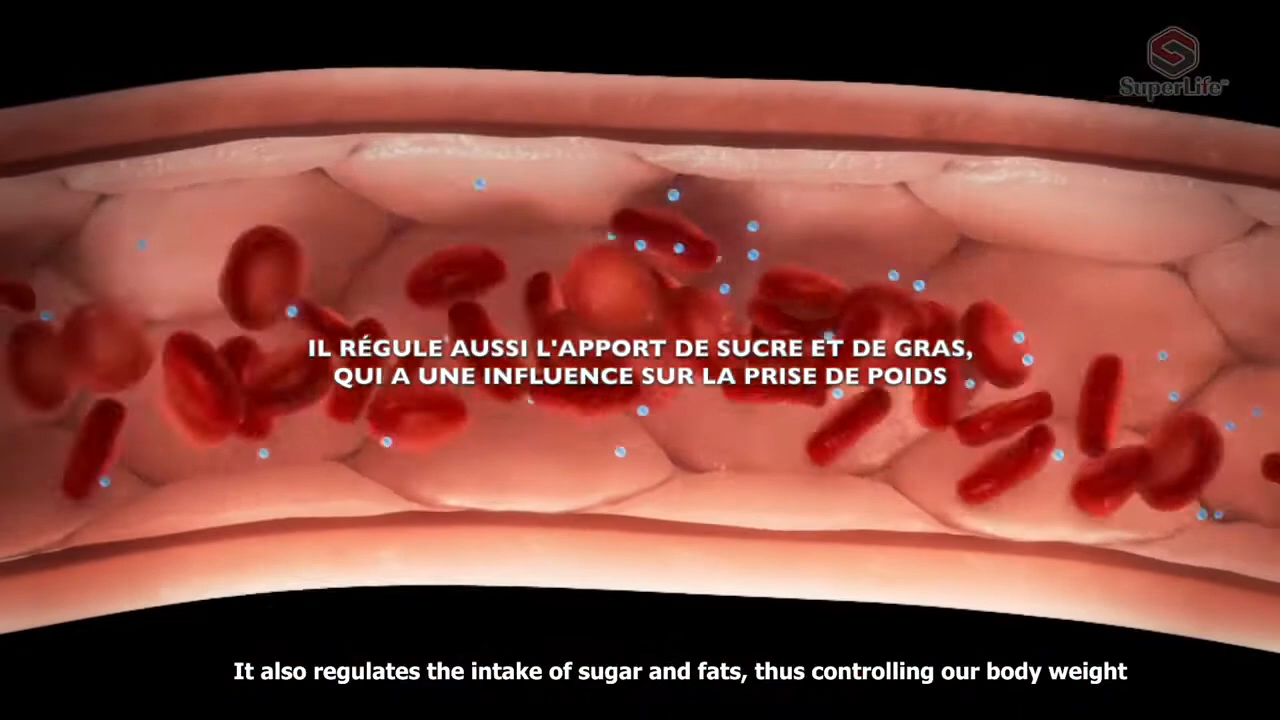 SuperLife™
IL RÉGULE AUSSI L'APPORT DE SUCRE ET DE GRAS,
QUI A UNE INFLUENCE SUR LA PRISE DE POIDS
It also regulates the intake of sugar and fats, thus controlling our body weight